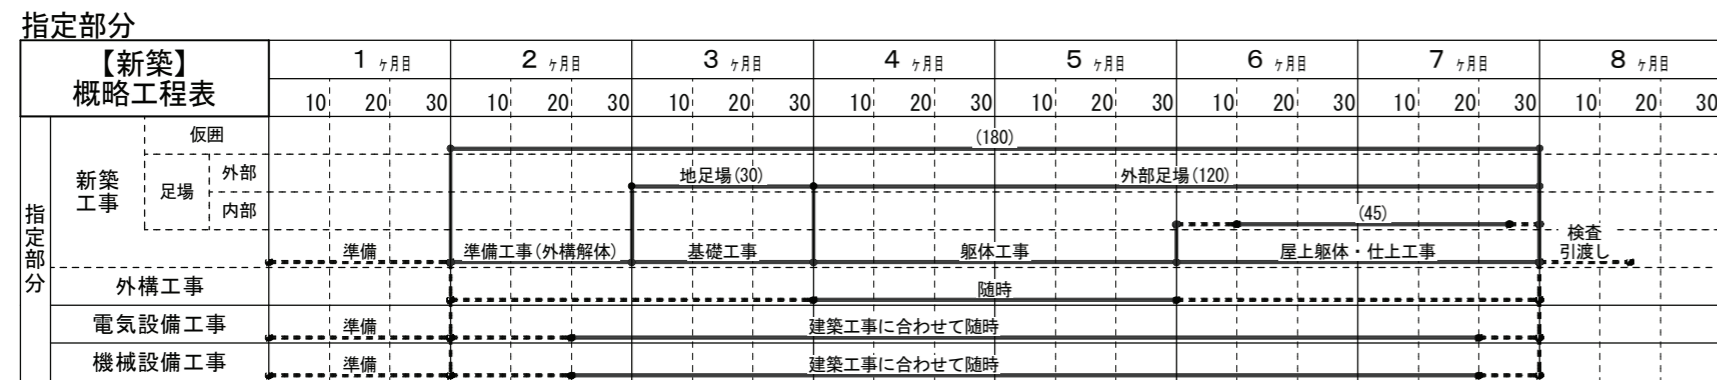 指定部分
【新築】
概略工程表
1 ヶ月目 2 ヶ月目 3 ヶ月目 4 ヶ月目 5 ヶ月目 6 ヶ月目 7 ヶ月目 8 ヶ月目
10 20 30 10 20 30 10 20 30 10 20 30 10 20 30 10 20 30 10 20 30 10 20 30
指定部分
新築
工事
仮囲 (180)
足場
外部 地足場(30) 外部足場(120)
内部 (45)
準備 準備工事(外構解体) 基礎工事 躯体工事 屋上躯体・仕上工事 検査
引渡し
外構工事 随時
電気設備工事 準備 建築工事に合わせて随時
機械設備工事 準備 建築工事に合わせて随時